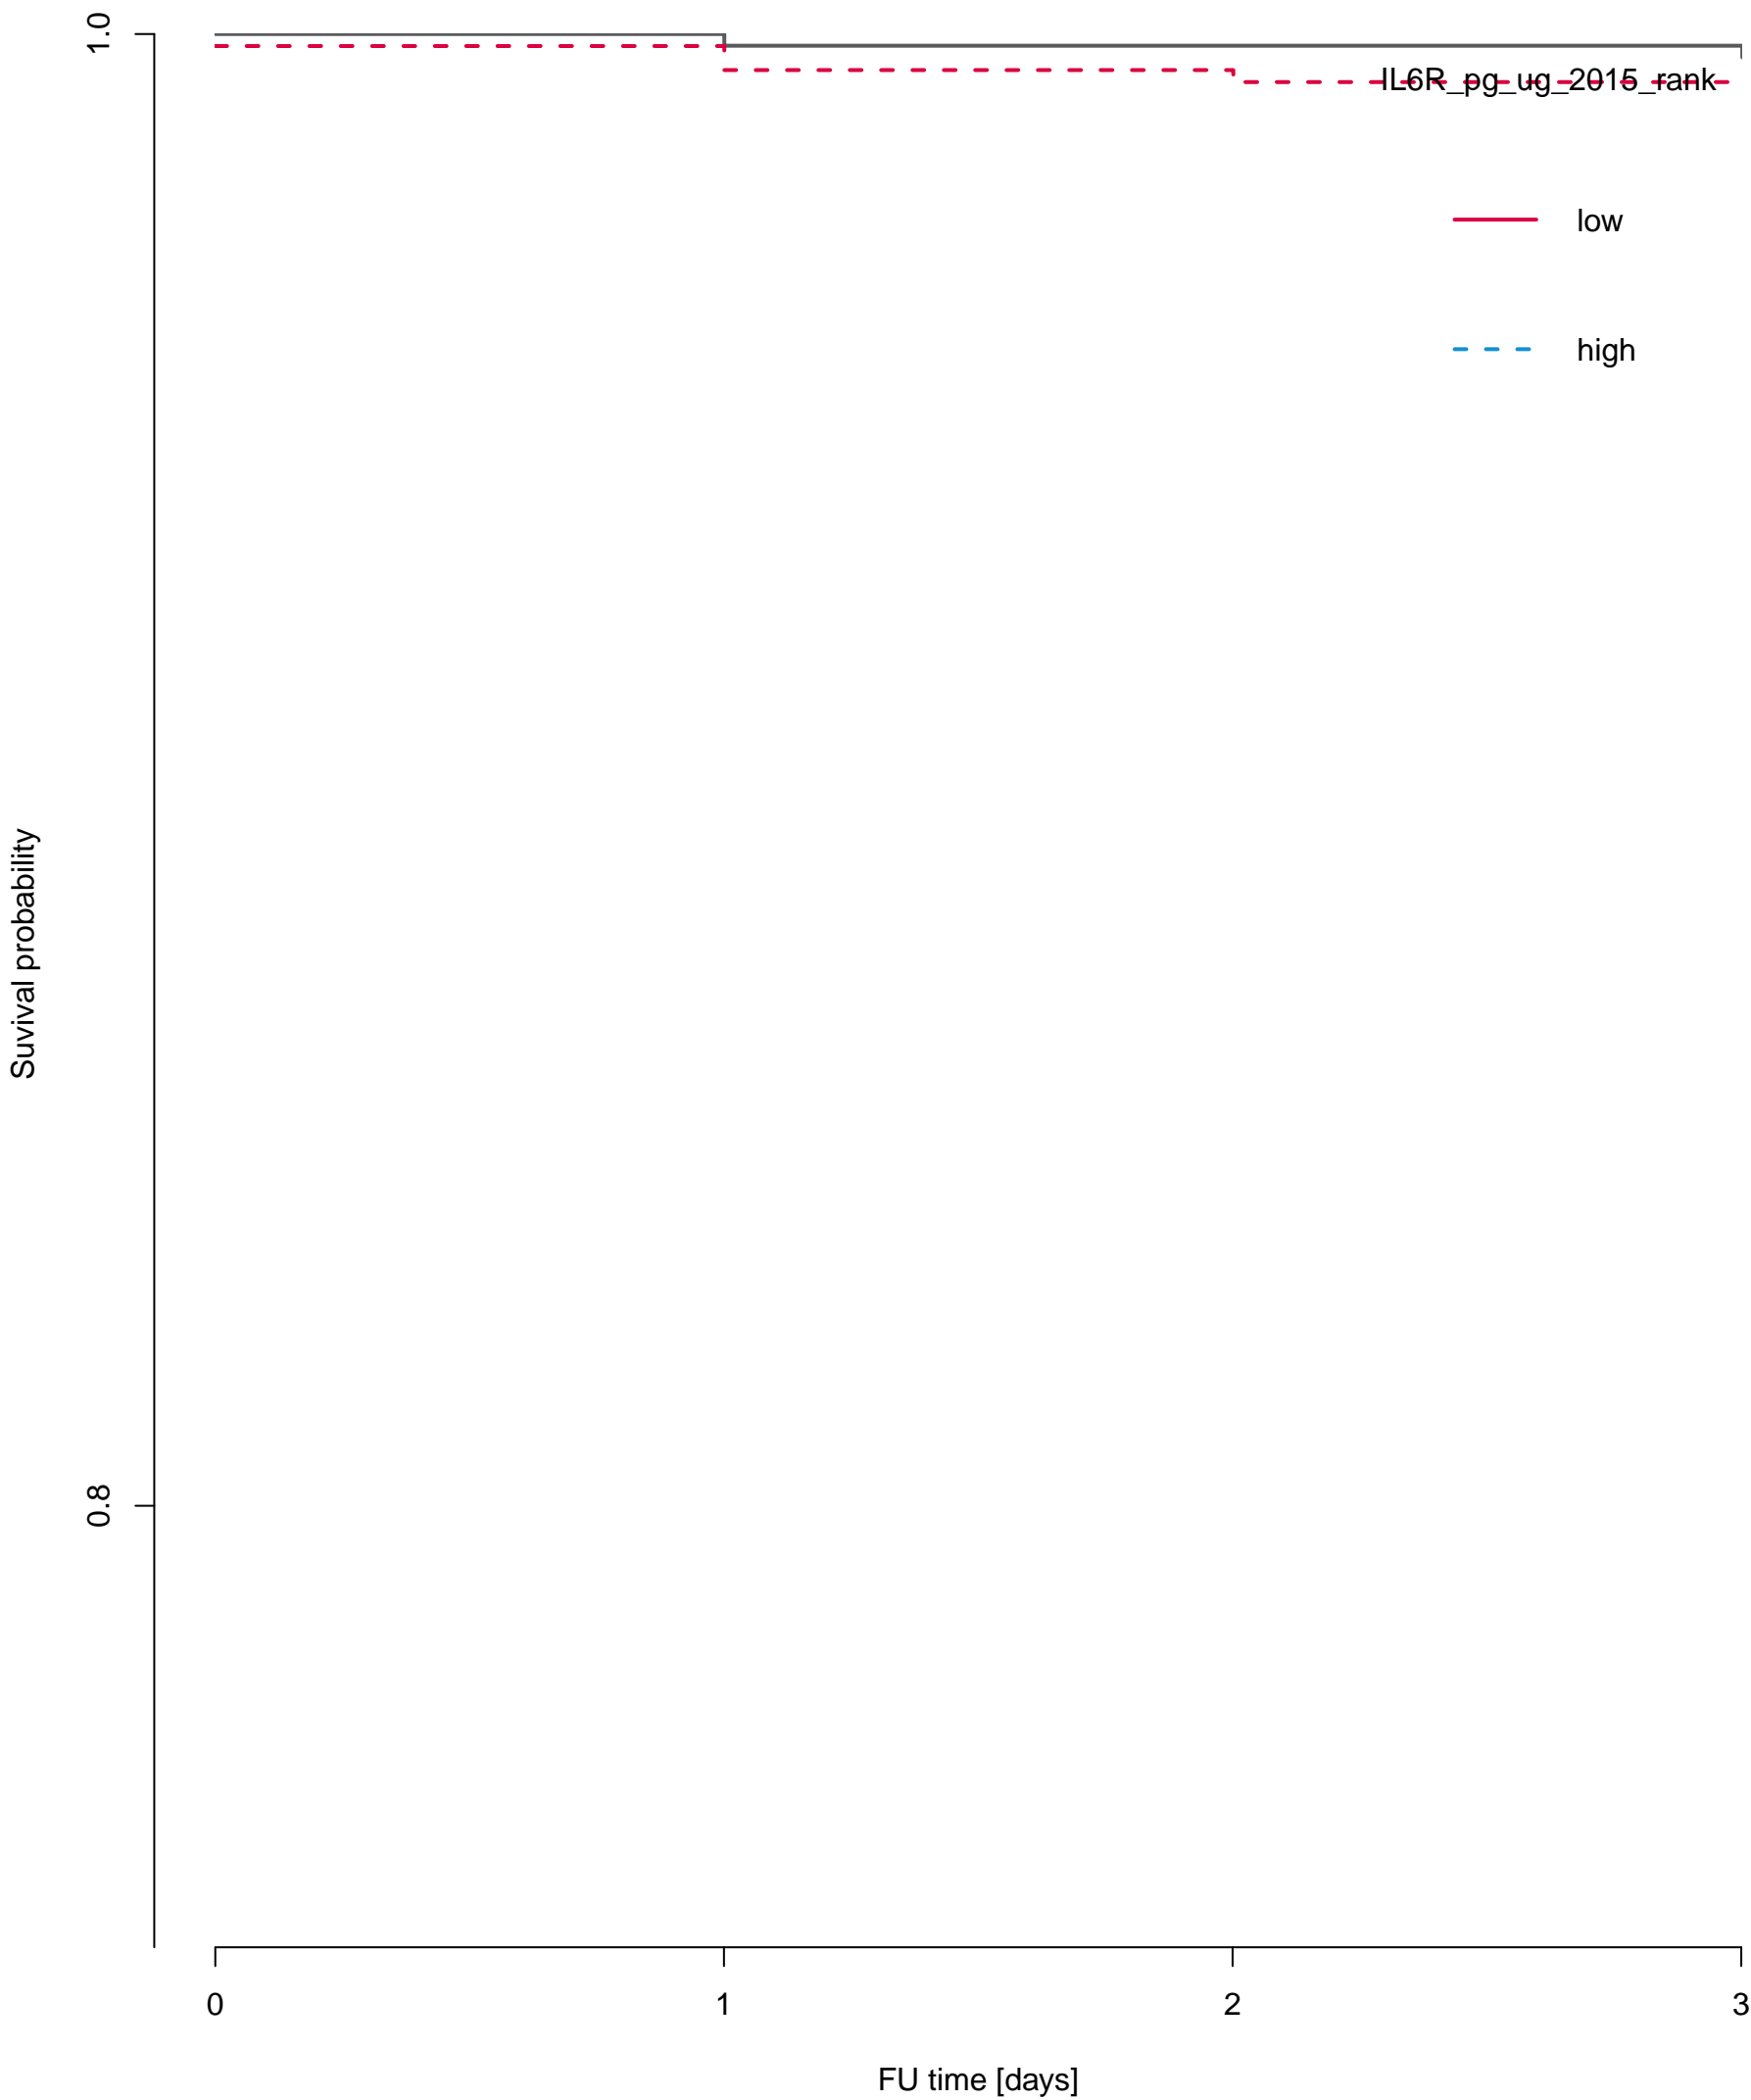 1.0
IL6R_pg_ug_2015_rank
low
high
Suvival probability
0.8
0 1 2 3
FU time [days]